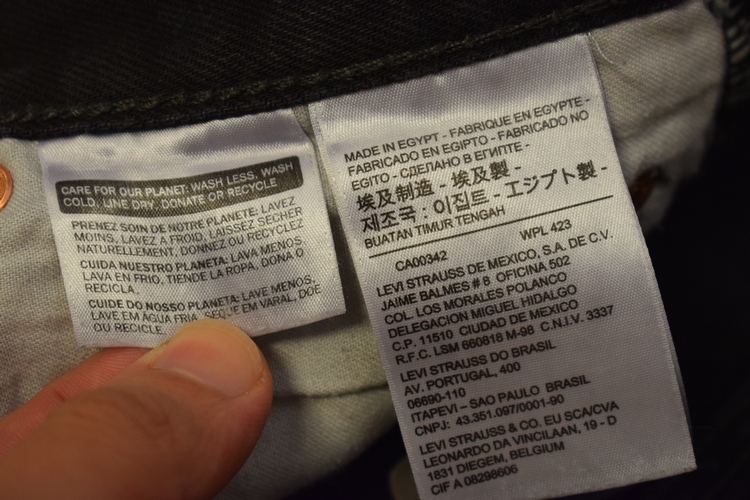 CARE FOR OUR PLANET: WASH LESS, WASH
COLD, LINE DRY, DONATE OR RECYCLE
PRENEZ SOIN DE NOTRE PLANETE: LAVEZ
MOINS, LAVEZ A FROID, LAISSEZ SECHER
NATURELLEMENT, DONNEZ OU RECYCLEZ
CUIDA NUESTRO PLANETA: LAVA MENOS
LAVA EN FRIO, TIENDE LA ROPA, DONA O
RECICLA.
CUIDE DO NOSSO PLANETA: LAVE MENOS,
LAVE EM ÁGUA FRIA, SEQUE EM VARAL, DOE
OU RECICLE.
MADE IN EGYPT - FABRIQUE EN EGYPTE -
FABRICADO EN EGIPTO - FABRICADO NO
EGITO - СДЕЛАНО В ЕГИПТЕ -
埃及制造 - 埃及製 -
제조국 : 이집트 - エジプト製 -
BUATAN TIMUR TENGAH
CA00342 WPL 423
LEVI STRAUSS DE MEXICO, S.A. DE C.V.
JAIME BALMES # 8 OFICINA 502
COL. LOS MORALES POLANCO
DELEGACION MIGUEL HIDALGO
C.P. 11510 CIUDAD DE MEXICO
R.F.C. LSM 660818 M-98 C.N.I.V. 3337
LEVI STRAUSS DO BRASIL
AV. PORTUGAL, 400
06690-110
ITAPEVI – SAO PAULO BRASIL
CNPJ: 43.351.097/0001-90
LEVI STRAUSS & CO. EU SCA/CVA
LEONARDO DA VINCILAAN, 19 - D
1831 DIEGEM, BELGIUM
CIF A 08298606